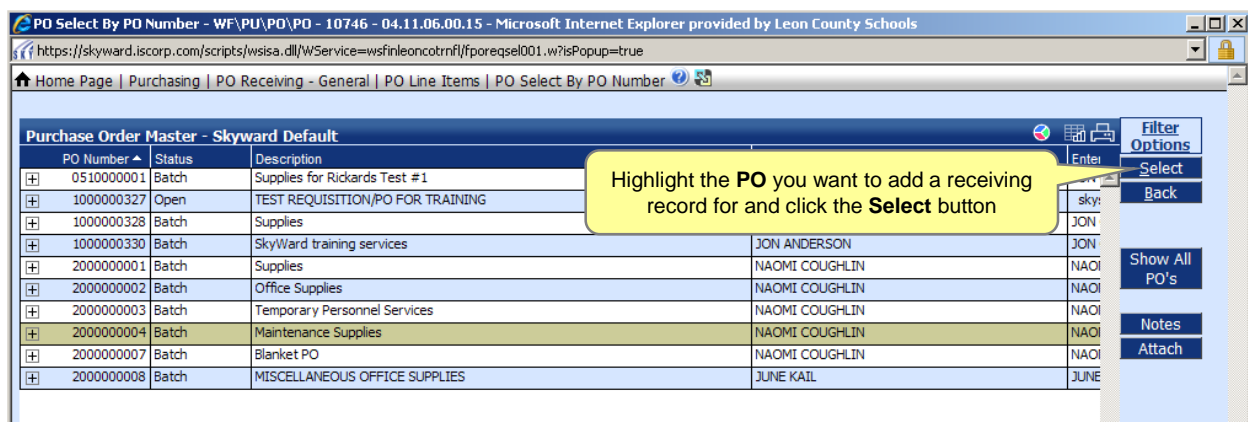 PO Select By PO Number - WF\PU\PO\PO - 10746 - 04.11.06.00.15 - Microsoft Internet Explorer provided by Leon County Schools
https://skyward.iscorp.com/scripts/wsisa.dll/WService=wsfinleoncotrnfl/fporeqsel001.w?isPopup=true
Home Page | Purchasing | PO Receiving - General | PO Line Items | PO Select By PO Number
Purchase Order Master - Skyward Default
Filter Options
PO Number Status Description Enter
0510000001 Batch Supplies for Rickards Test #1
Select
1000000327 Open TEST REQUISITION/PO FOR TRAINING sky
Back
1000000328 Batch Supplies JON
1000000330 Batch SkyWard training services JON ANDERSON JON
2000000001 Batch Supplies NAOMI COUGHLIN NAO
Show All PO's
2000000002 Batch Office Supplies NAOMI COUGHLIN NAO
2000000003 Batch Temporary Personnel Services NAOMI COUGHLIN NAO
2000000004 Batch Maintenance Supplies NAOMI COUGHLIN NAO
Notes
2000000007 Batch Blanket PO NAOMI COUGHLIN NAO
Attach
2000000008 Batch MISCELLANEOUS OFFICE SUPPLIES JUNE KAIL JUNE
Highlight the PO you want to add a receiving
record for and click the Select button